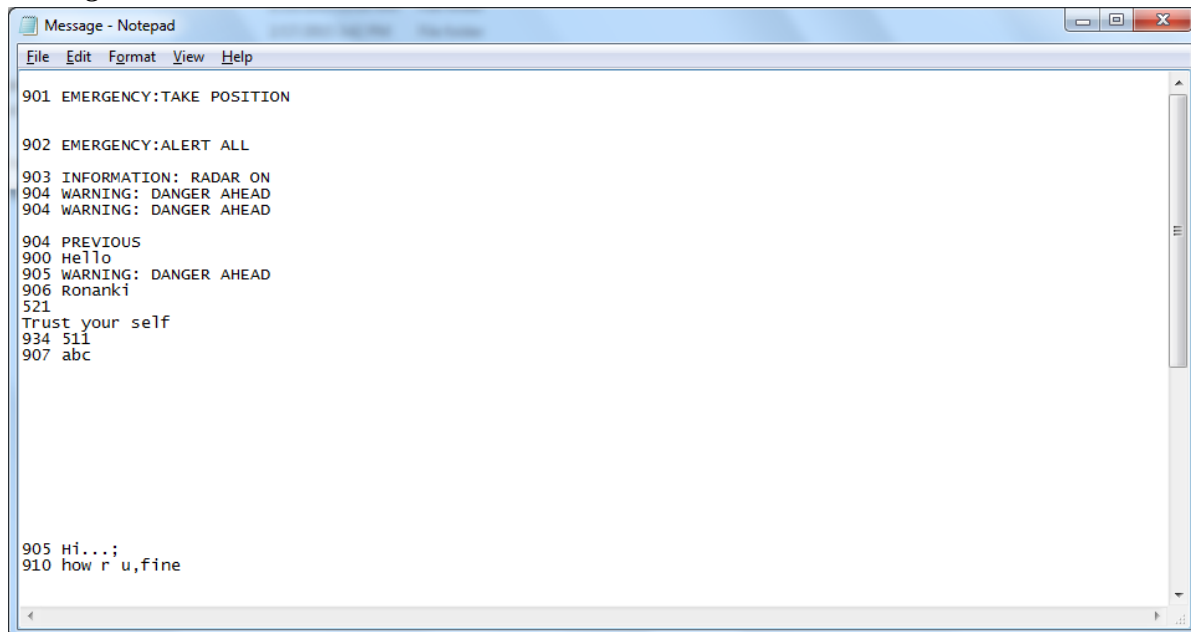 Message - Notepad
File Edit Format View Help
901 EMERGENCY:TAKE POSITION
902 EMERGENCY:ALERT ALL
903 INFORMATION: RADAR ON
904 WARNING: DANGER AHEAD
904 WARNING: DANGER AHEAD
904 PREVIOUS
900 Hello
905 WARNING: DANGER AHEAD
906 Ronanki
521
Trust your self
934 511
907 abc
905 Hi...;
910 how r u,fine